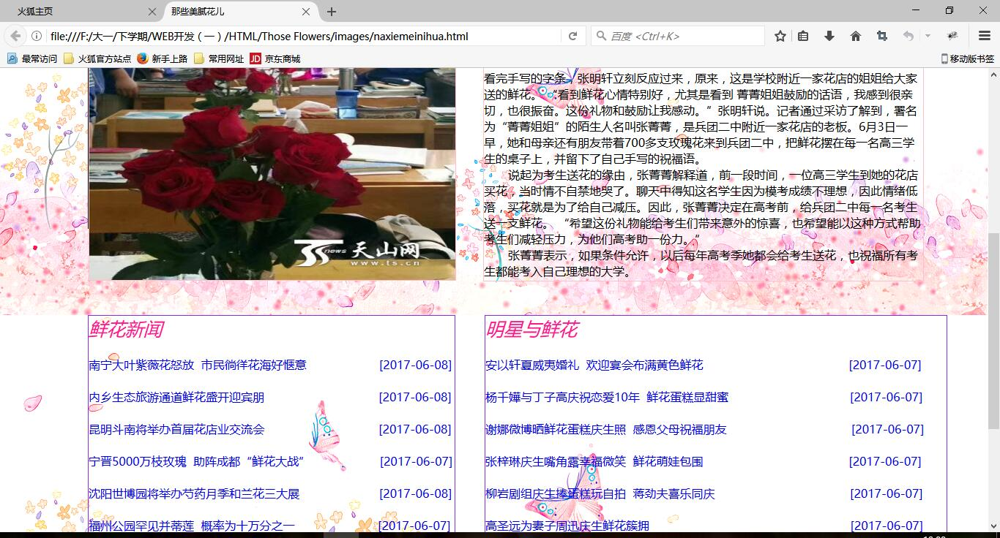 火狐主页
那些美腻花儿
file:///F:/大一/下学期/WEB开发（一）/HTML/Those Flowers/images/naxiemeinihua.html
百度 <Ctrl+K>
最常访问
火狐官方站点
新手上路
常用网址
JD 京东商城
移动版书签
news 天山网
www.ts.cn
看完手写的字条，张明轩立刻反应过来，原来，这是学校附近一家花店的姐姐给大家
送的鲜花。 “看到鲜花心情特别好，尤其是看到 菁菁姐姐鼓励的话语，我感到很亲
切，也很振奋。这份礼物和鼓励让我感动。”张明轩说。记者通过采访了解到，署名
为“菁菁姐姐”的陌生人名叫张菁菁，是兵团二中附近一家花店的老板。6月3日一
早，她和母亲还有朋友带着700多支玫瑰花来到兵团二中，把鲜花摆在每一名高三学
生的桌子上，并留下了自己手写的祝福语。
说起为考生送花的缘由，张菁菁解释道，前一段时间，一位高三学生到她的花店
买花，当时情不自禁地哭了。聊天中得知这名学生因为模考成绩不理想，因此情绪低
落，买花就是为了给自己减压。因此，张菁菁决定在高考前，给兵团二中每一名考生
送一支鲜花。 “希望这份礼物能给考生们带来意外的惊喜，也希望能以这种方式帮助
考生们减轻压力，为他们高考助一份力。”
张菁菁表示，如果条件允许，以后每年高考季她都会给考生送花，也祝福所有考
生都能考入自己理想的大学。
鲜花新闻
南宁大叶紫薇花怒放 市民徜徉花海好惬意 [2017-06-08]
内乡生态旅游通道鲜花盛开迎宾朋 [2017-06-08]
昆明斗南将举办首届花店业交流会 [2017-06-08]
宁晋5000万枝玫瑰 助阵成都“鲜花大战” [2017-06-07]
沈阳世博园将举办芍药月季和兰花三大展 [2017-06-08]
福州公园罕见并蒂莲 概率为十万分之一 [2017-06-07]
明星与鲜花
安以轩夏威夷婚礼 欢迎宴会布满黄色鲜花 [2017-06-07]
杨千嬅与丁子高庆祝恋爱10年 鲜花蛋糕显甜蜜 [2017-06-07]
谢娜微博晒鲜花蛋糕庆生照 感恩父母祝福朋友 [2017-06-07]
张梓琳庆生嘴角露幸福微笑 鲜花萌娃包围 [2017-06-07]
柳岩剧组庆生捧蛋糕玩自拍 蒋劲夫喜乐同庆 [2017-06-07]
高圣远为妻子周迅庆生鲜花簇拥 [2017-06-07]